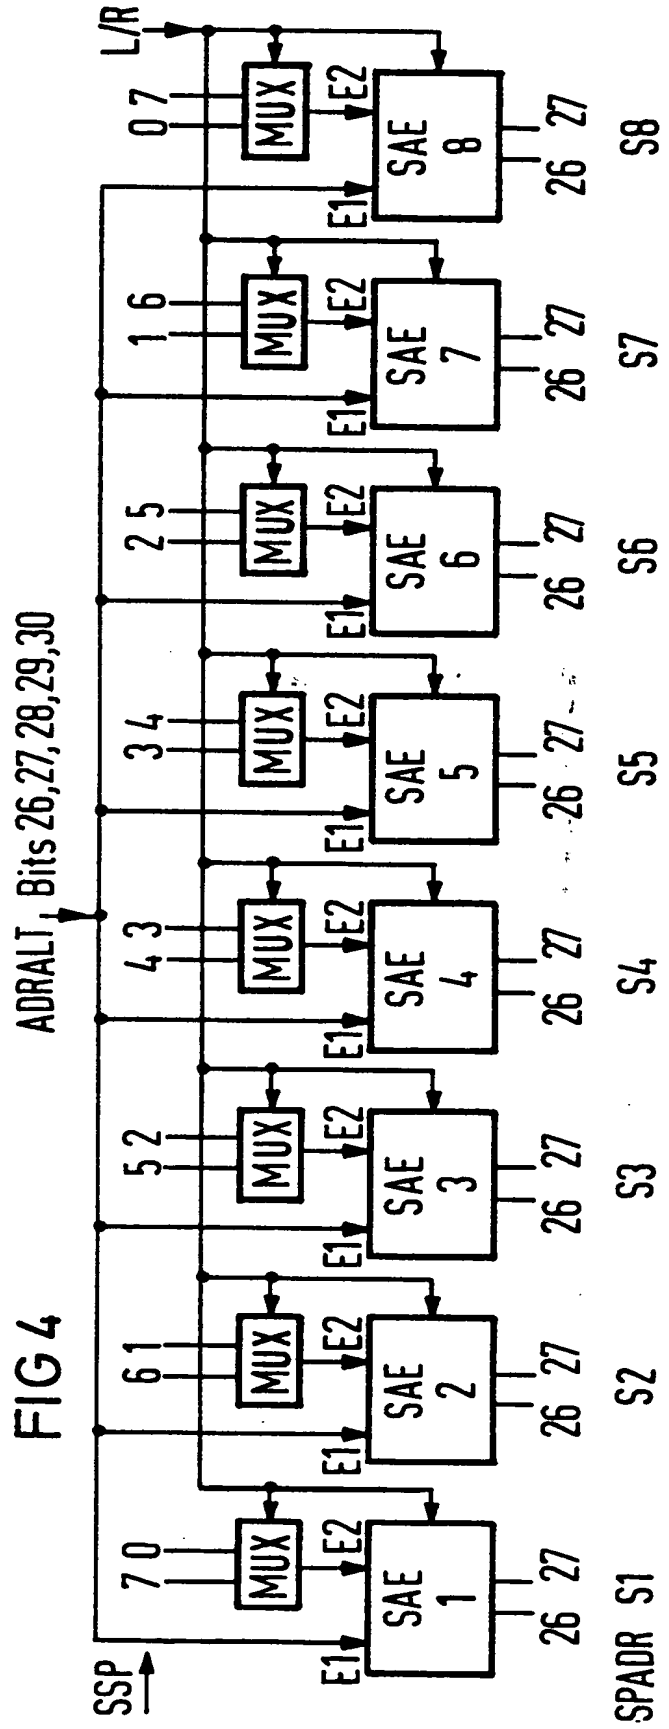 FIG 4
ADRALT, Bits 26,27,28,29,30
SSP
L/R
7 0
6 1
5 2
4 3
3 4
2 5
1 6
0 7
MUX MUX MUX MUX MUX MUX MUX MUX
E1 E2 E1 E2 E1 E2 E1 E2 E1 E2 E1 E2 E1 E2 E1 E2
SAE SAE SAE SAE SAE SAE SAE SAE
1 2 3 4 5 6 7 8
26 27 26 27 26 27 26 27 26 27 26 27 26 27 26 27
SPADR S1 S2 S3 S4 S5 S6 S7 S8